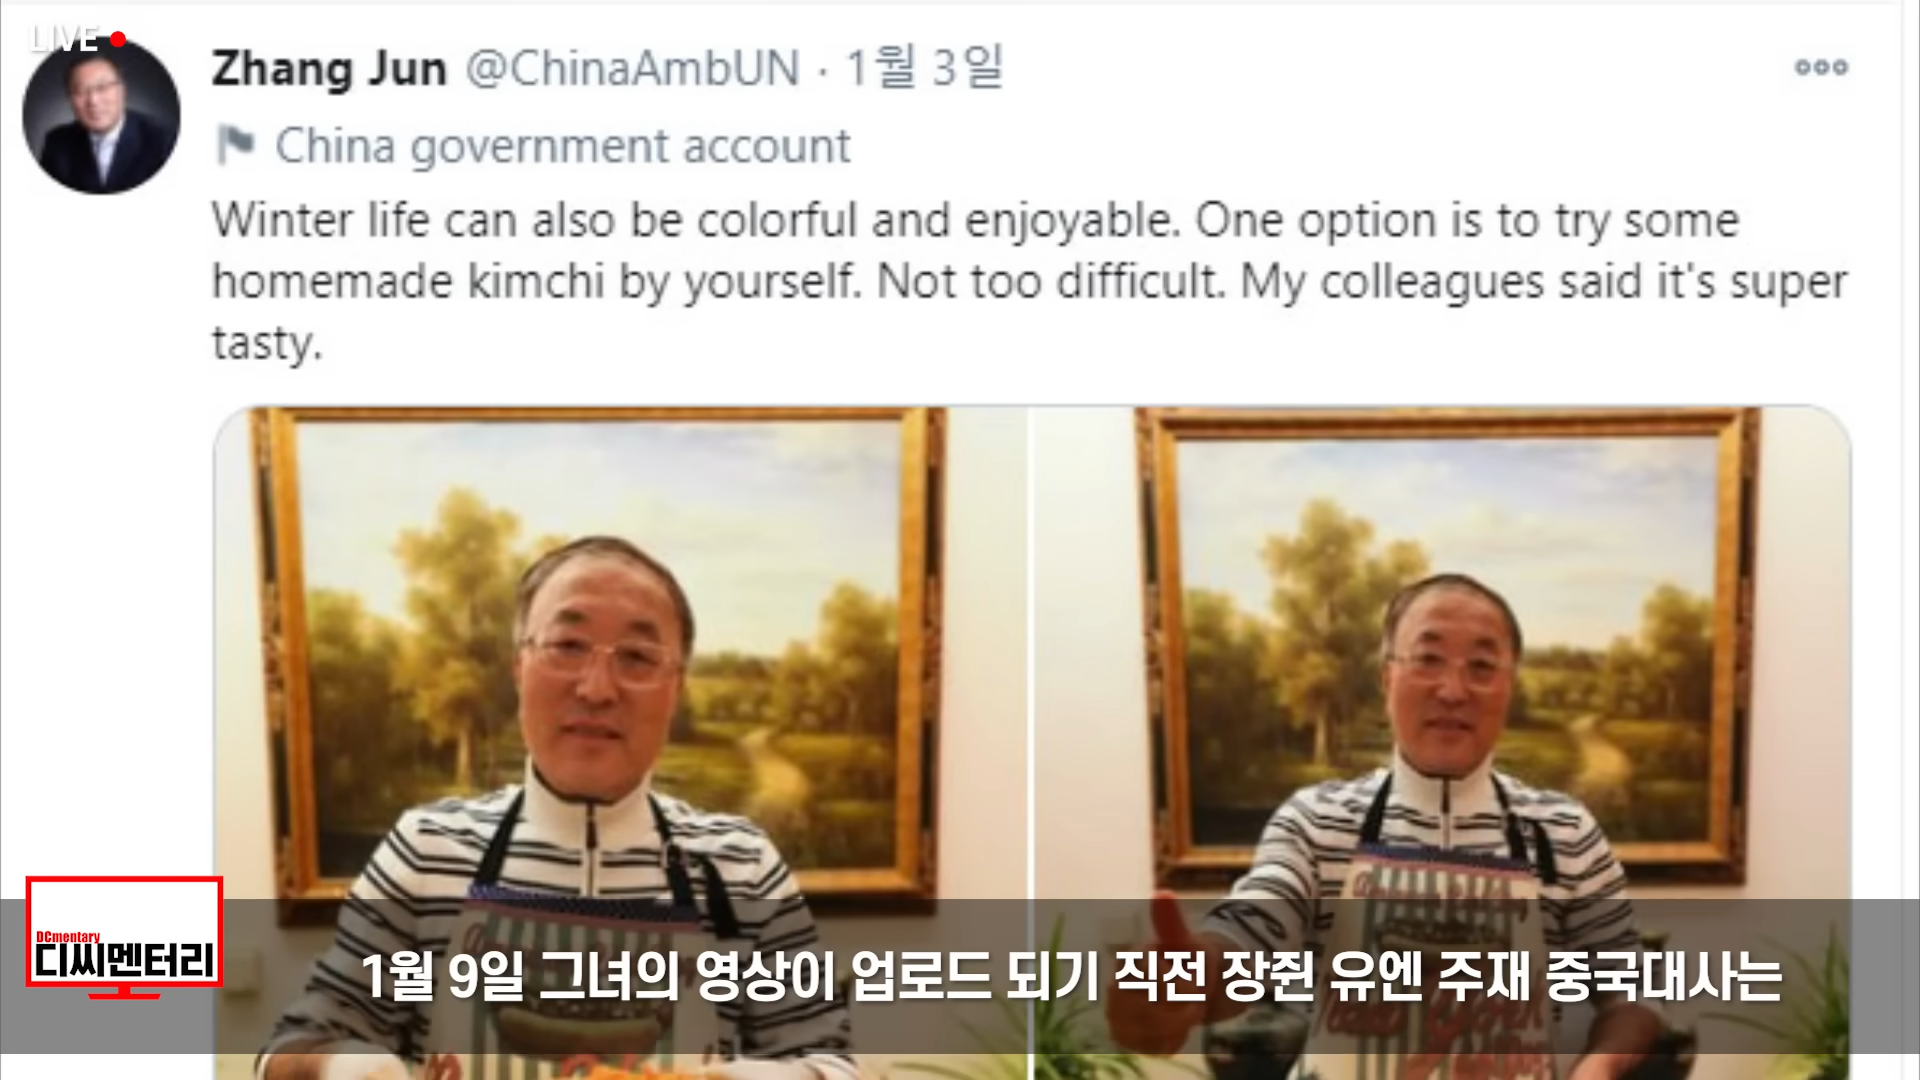 LIVE
Zhang Jun @ChinaAmbUN · 1월 3일
China government account
Winter life can also be colorful and enjoyable. One option is to try some
homemade kimchi by yourself. Not too difficult. My colleagues said it's super
tasty.
DCmentary
디씨멘터리
1월 9일 그녀의 영상이 업로드 되기 직전 장쥔 유엔 주재 중국대사는